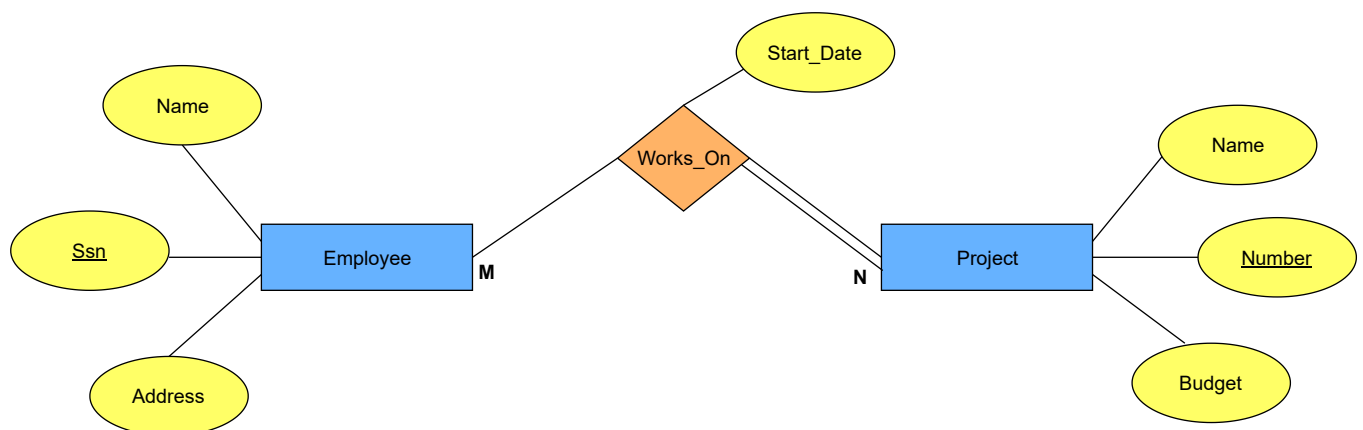 Start_Date
Name
Works_On
Name
Ssn
Employee
M
N
Project
Number
Address
Budget